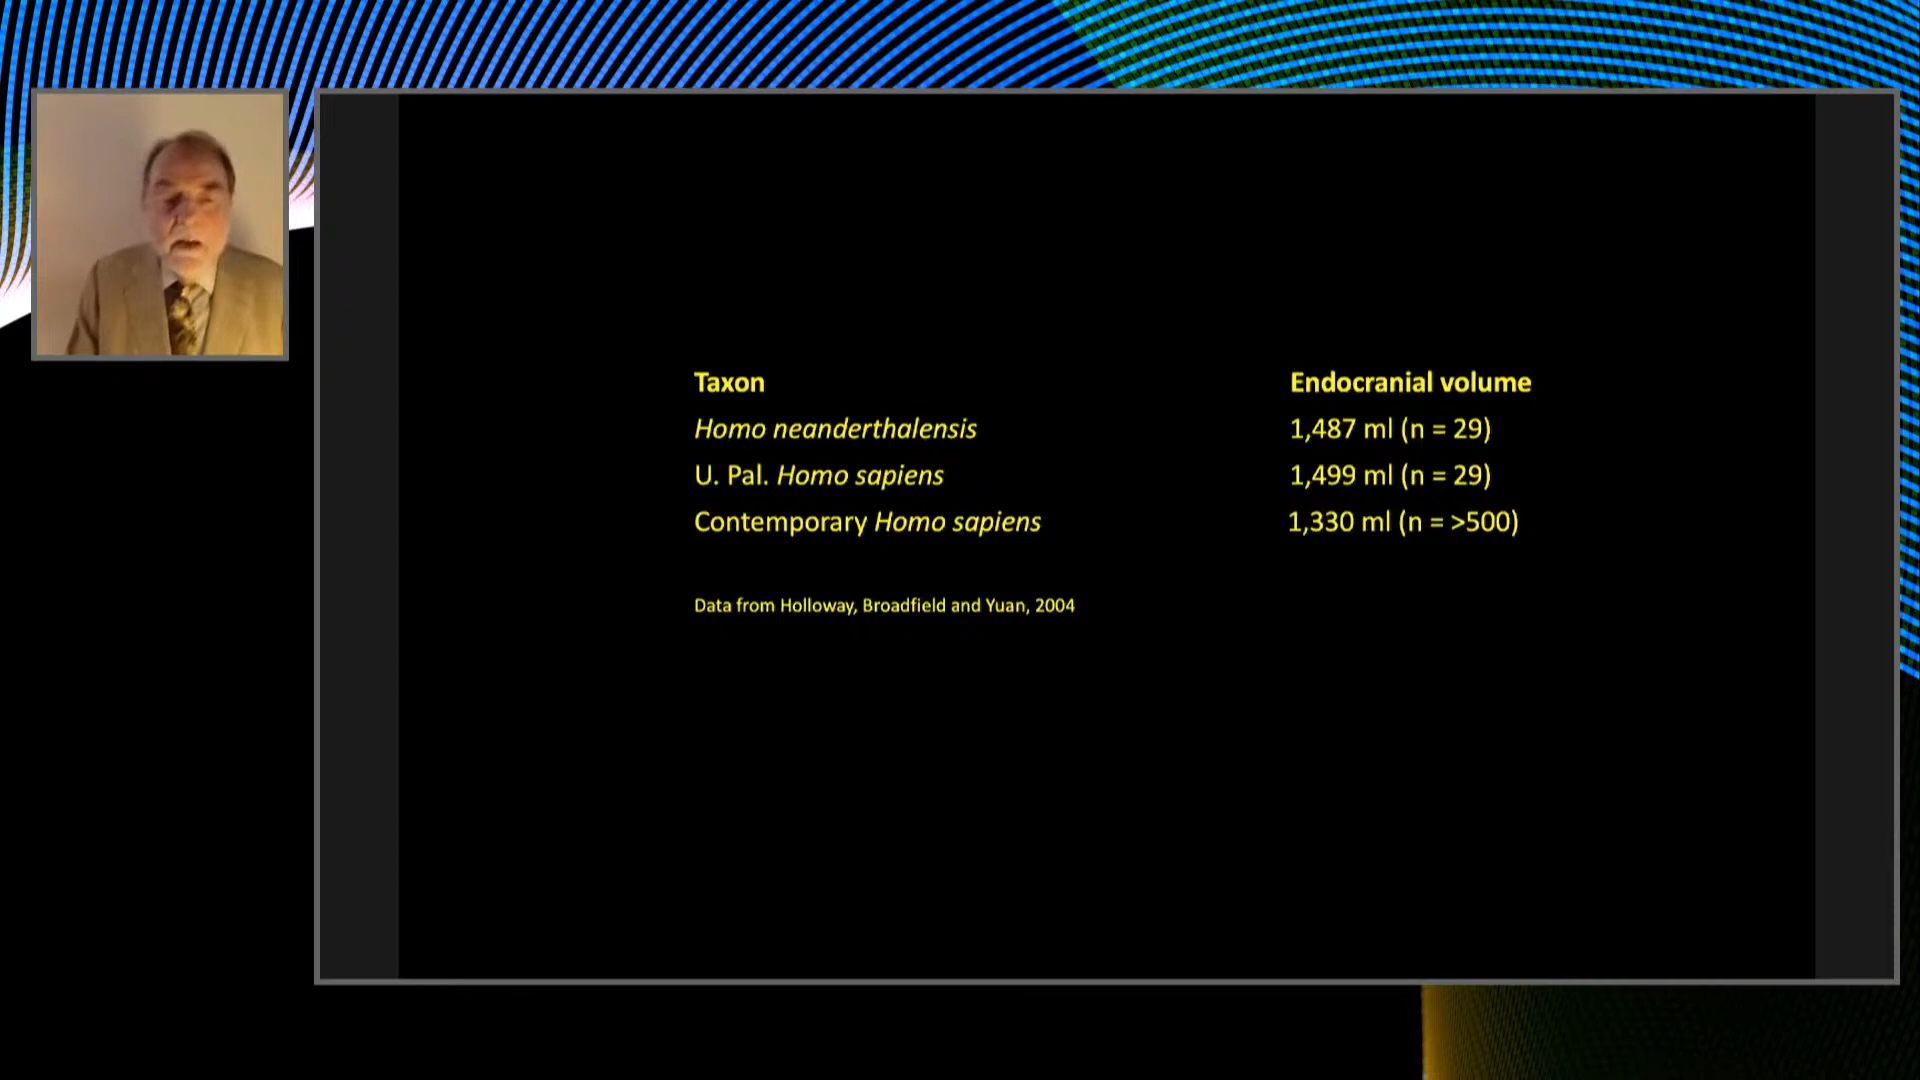 Taxon Endocranial volume
Homo neanderthalensis 1,487 ml (n = 29)
U. Pal. Homo sapiens 1,499 ml (n = 29)
Contemporary Homo sapiens 1,330 ml (n = >500)
Data from Holloway, Broadfield and Yuan, 2004